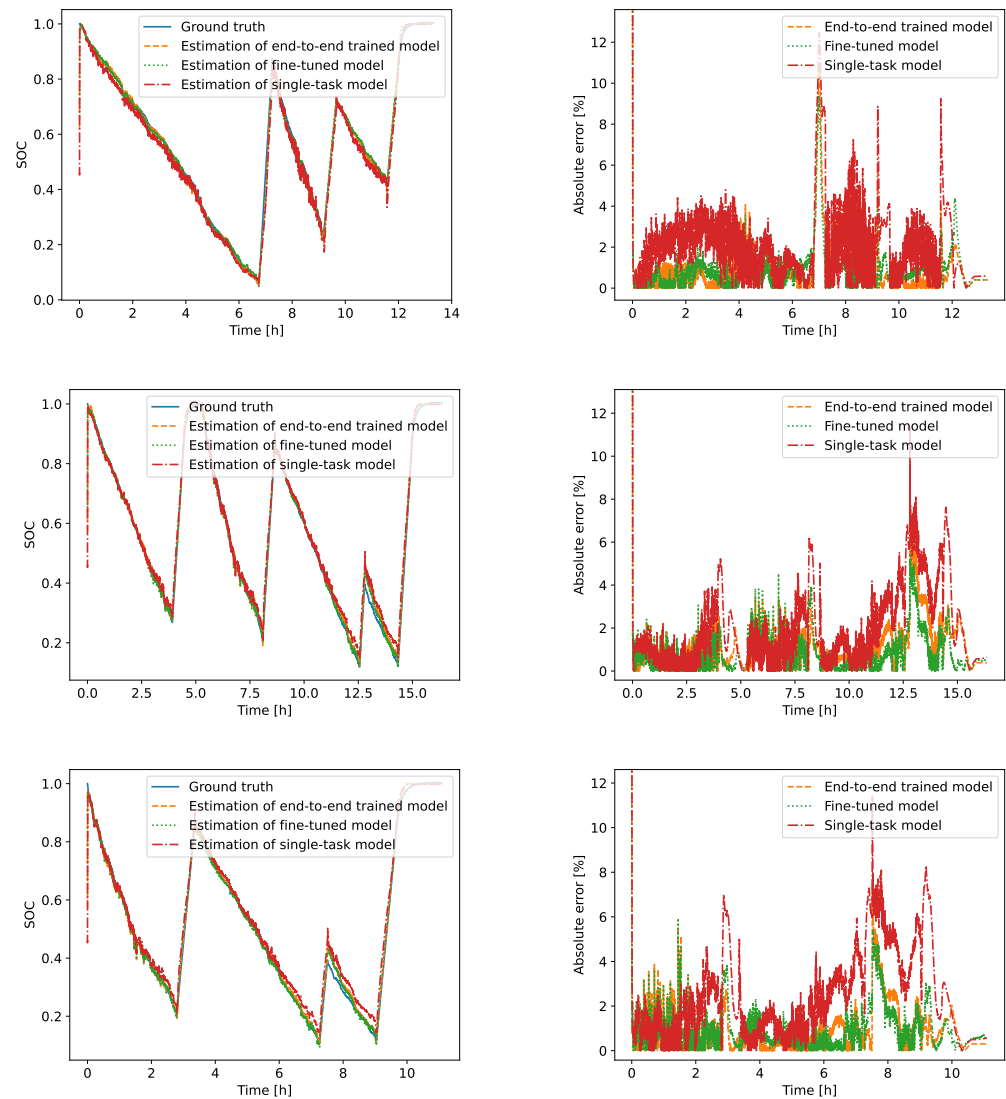 Ground truth
Estimation of end-to-end trained model
Estimation of fine-tuned model
Estimation of single-task model
SOC
1.0
0.8
0.6
0.4
0.2
0.0
0 2 4 6 8 10 12 14
Time [h]
End-to-end trained model
Fine-tuned model
Single-task model
Absolute error [%]
12
10
8
6
4
2
0
0 2 4 6 8 10 12
Time [h]
Ground truth
Estimation of end-to-end trained model
Estimation of fine-tuned model
Estimation of single-task model
SOC
1.0
0.8
0.6
0.4
0.2
0.0 2.5 5.0 7.5 10.0 12.5 15.0
Time [h]
End-to-end trained model
Fine-tuned model
Single-task model
Absolute error [%]
12
10
8
6
4
2
0
0.0 2.5 5.0 7.5 10.0 12.5 15.0
Time [h]
Ground truth
Estimation of end-to-end trained model
Estimation of fine-tuned model
Estimation of single-task model
SOC
1.0
0.8
0.6
0.4
0.2
0 2 4 6 8 10
Time [h]
End-to-end trained model
Fine-tuned model
Single-task model
Absolute error [%]
12
10
8
6
4
2
0
0 2 4 6 8 10
Time [h]